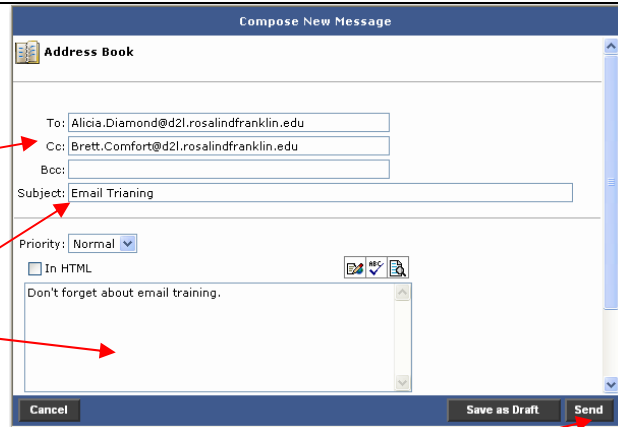 Compose New Message
Address Book
To: Alicia.Diamond@d2l.rosalindfranklin.edu
Cc: Brett.Comfort@d2l.rosalindfranklin.edu
Bcc:
Subject: Email Trianing
Priority: Normal
In HTML
ABC
Don't forget about email training.
Cancel Save as Draft Send